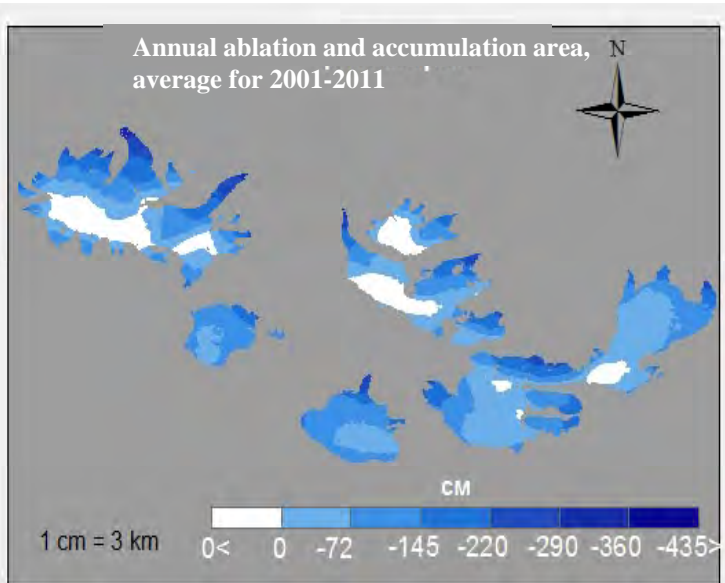 Annual ablation and accumulation area,
average for 2001-2011
N
CM
1 cm = 3 km
0< 0 -72 -145 -220 -290 -360 -435>